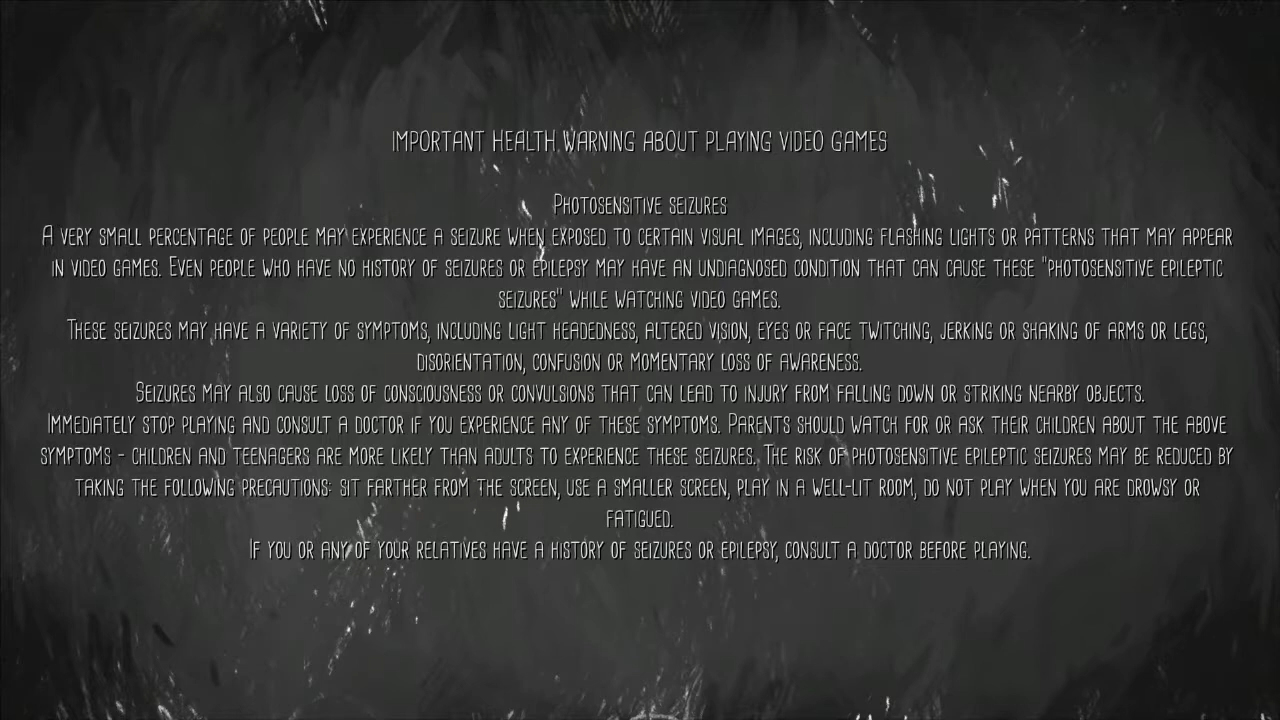 IMPORTANT HEALTH WARNING ABOUT PLAYING VIDEO GAMES
PHOTOSENSITIVE SEIZURES
A VERY SMALL PERCENTAGE OF PEOPLE MAY EXPERIENCE A SEIZURE WHEN EXPOSED TO CERTAIN VISUAL IMAGES, INCLUDING FLASHING LIGHTS OR PATTERNS THAT MAY APPEAR
IN VIDEO GAMES. EVEN PEOPLE WHO HAVE NO HISTORY OF SEIZURES OR EPILEPSY MAY HAVE AN UNDIAGNOSED CONDITION THAT CAN CAUSE THESE "PHOTOSENSITIVE EPILEPTIC
SEIZURES" WHILE WATCHING VIDEO GAMES.
THESE SEIZURES MAY HAVE A VARIETY OF SYMPTOMS, INCLUDING LIGHT HEADEDNESS, ALTERED VISION, EYES OR FACE TWITCHING, JERKING OR SHAKING OF ARMS OR LEGS,
DISORIENTATION, CONFUSION OR MOMENTARY LOSS OF AWARENESS.
SEIZURES MAY ALSO CAUSE LOSS OF CONSCIOUSNESS OR CONVULSIONS THAT CAN LEAD TO INJURY FROM FALLING DOWN OR STRIKING NEARBY OBJECTS.
IMMEDIATELY STOP PLAYING AND CONSULT A DOCTOR IF YOU EXPERIENCE ANY OF THESE SYMPTOMS. PARENTS SHOULD WATCH FOR OR ASK THEIR CHILDREN ABOUT THE ABOVE
SYMPTOMS - CHILDREN AND TEENAGERS ARE MORE LIKELY THAN ADULTS TO EXPERIENCE THESE SEIZURES. THE RISK OF PHOTOSENSITIVE EPILEPTIC SEIZURES MAY BE REDUCED BY
TAKING THE FOLLOWING PRECAUTIONS: SIT FARTHER FROM THE SCREEN, USE A SMALLER SCREEN, PLAY IN A WELL-LIT ROOM, DO NOT PLAY WHEN YOU ARE DROWSY OR
FATIGUED.
IF YOU OR ANY OF YOUR RELATIVES HAVE A HISTORY OF SEIZURES OR EPILEPSY, CONSULT A DOCTOR BEFORE PLAYING.